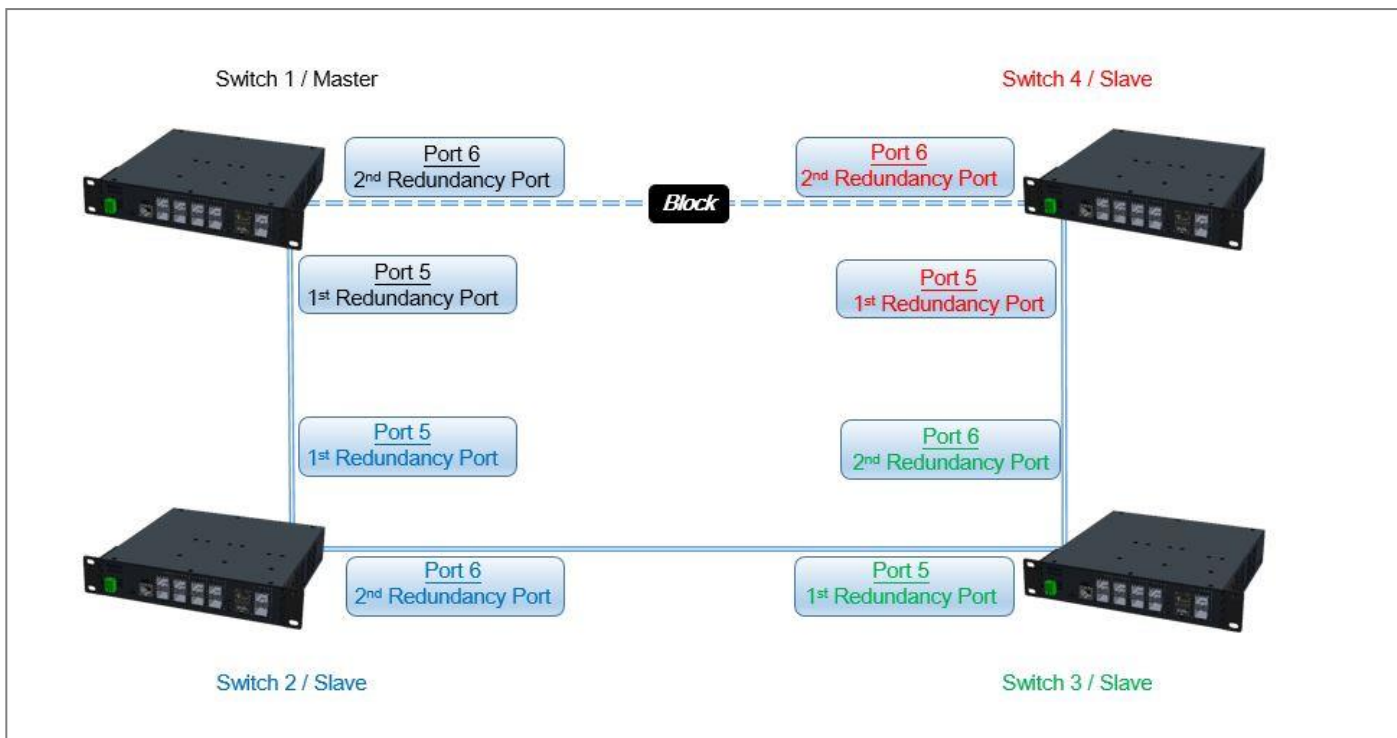 Switch 1 / Master
Switch 4 / Slave
Port 6
2nd Redundancy Port
Port 6
2nd Redundancy Port
Block
Port 5
1st Redundancy Port
Port 5
1st Redundancy Port
Port 5
1st Redundancy Port
Port 6
2nd Redundancy Port
Port 6
2nd Redundancy Port
Port 5
1st Redundancy Port
Switch 2 / Slave
Switch 3 / Slave